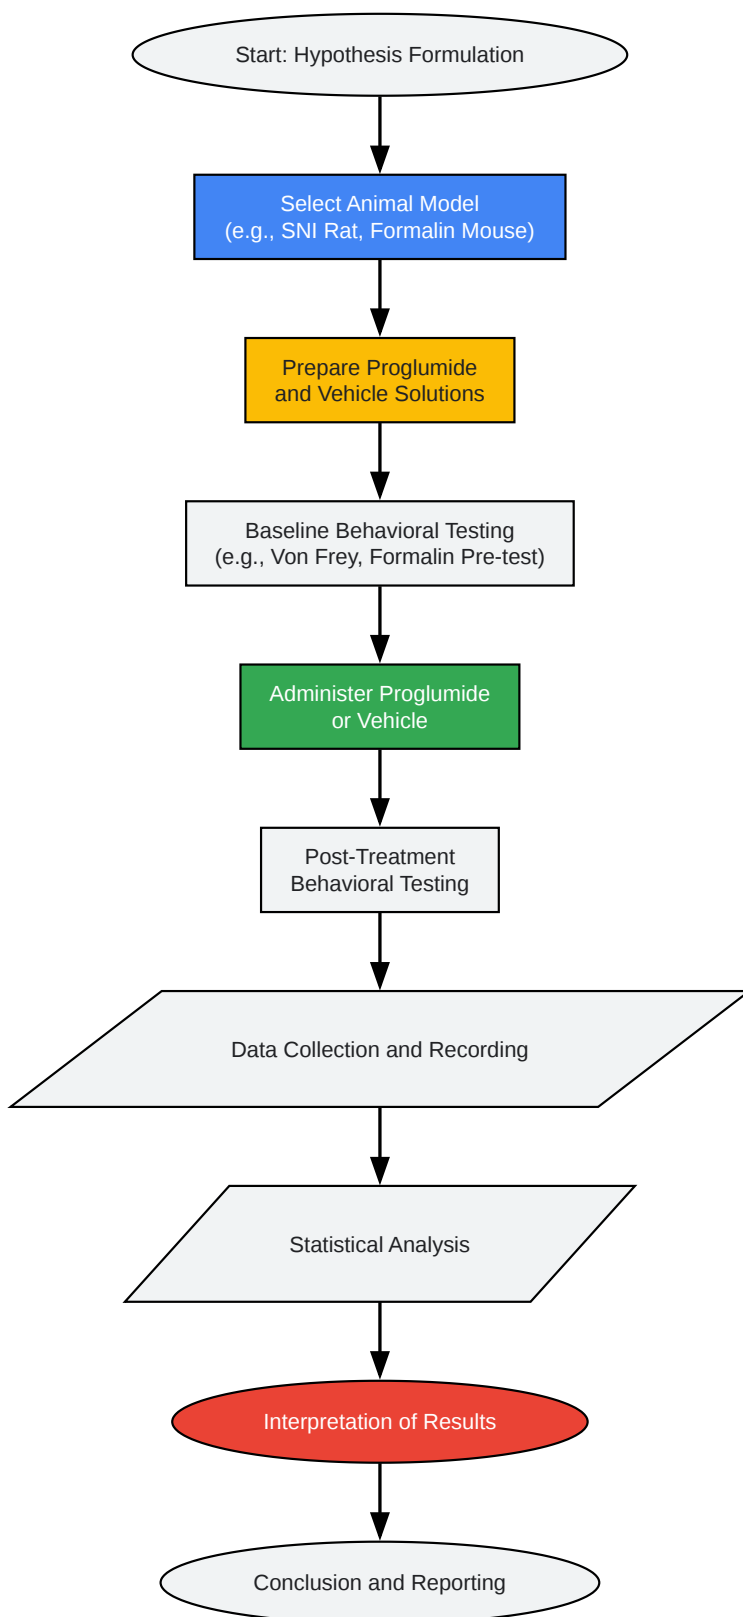 Start: Hypothesis Formulation
Select Animal Model
(e.g., SNI Rat, Formalin Mouse)
Prepare Proglumide
and Vehicle Solutions
Baseline Behavioral Testing
(e.g., Von Frey, Formalin Pre-test)
Administer Proglumide
or Vehicle
Post-Treatment
Behavioral Testing
Data Collection and Recording
Statistical Analysis
Interpretation of Results
Conclusion and Reporting